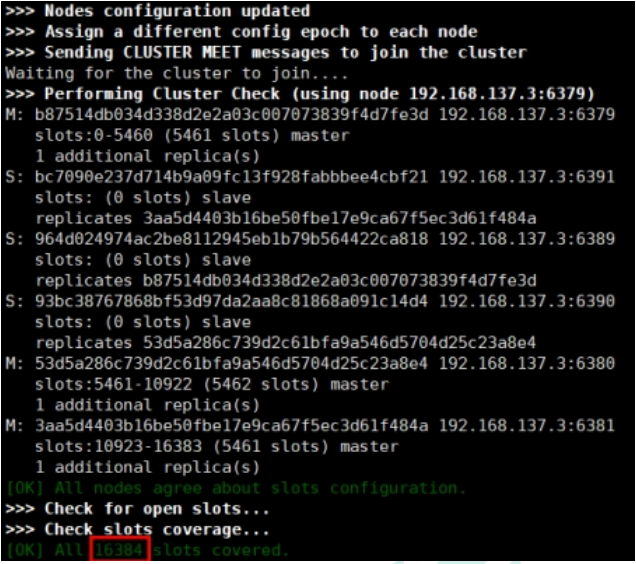 >>> Nodes configuration updated
>>> Assign a different config epoch to each node
>>> Sending CLUSTER MEET messages to join the cluster
Waiting for the cluster to join....
>>> Performing Cluster Check (using node 192.168.137.3:6379)
M: b87514db034d338d2e2a03c007073839f4d7fe3d 192.168.137.3:6379
slots:0-5460 (5461 slots) master
1 additional replica(s)
S: bc7090e237d714b9a09fc13f928fabbbee4cbf21 192.168.137.3:6391
slots: (0 slots) slave
replicates 3aa5d4403b16be50fbe17e9ca67f5ec3d61f484a
S: 964d024974ac2be8112945eb1b79b564422ca818 192.168.137.3:6389
slots: (0 slots) slave
replicates b87514db034d338d2e2a03c007073839f4d7fe3d
S: 93bc38767868bf53d97da2aa8c81868a091c14d4 192.168.137.3:6390
slots: (0 slots) slave
replicates 53d5a286c739d2c61bfa9a546d5704d25c23a8e4
M: 53d5a286c739d2c61bfa9a546d5704d25c23a8e4 192.168.137.3:6380
slots:5461-10922 (5462 slots) master
1 additional replica(s)
M: 3aa5d4403b16be50fbe17e9ca67f5ec3d61f484a 192.168.137.3:6381
slots:10923-16383 (5461 slots) master
1 additional replica(s)
[OK] All nodes agree about slots configuration.
>>> Check for open slots...
>>> Check slots coverage...
[OK] All 16384 slots covered.